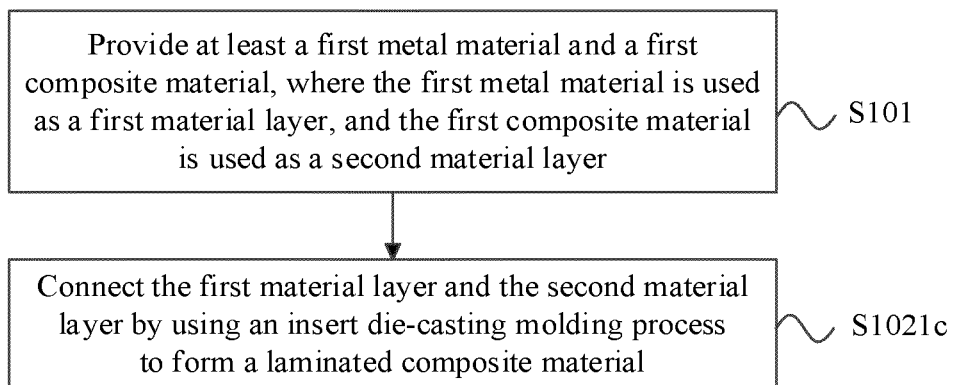 Provide at least a first metal material and a first
composite material, where the first metal material is used
as a first material layer, and the first composite material
is used as a second material layer
S101
Connect the first material layer and the second material
layer by using an insert die-casting molding process
to form a laminated composite material
S1021c